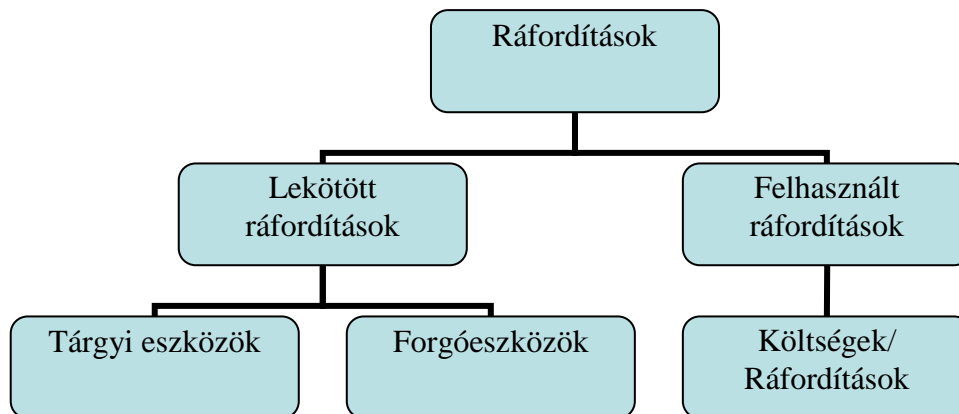 Ráfordítások
Lekötött
ráfordítások
Felhasznált
ráfordítások
Tárgyi eszközök
Forgóeszközök
Költségek/
Ráfordítások